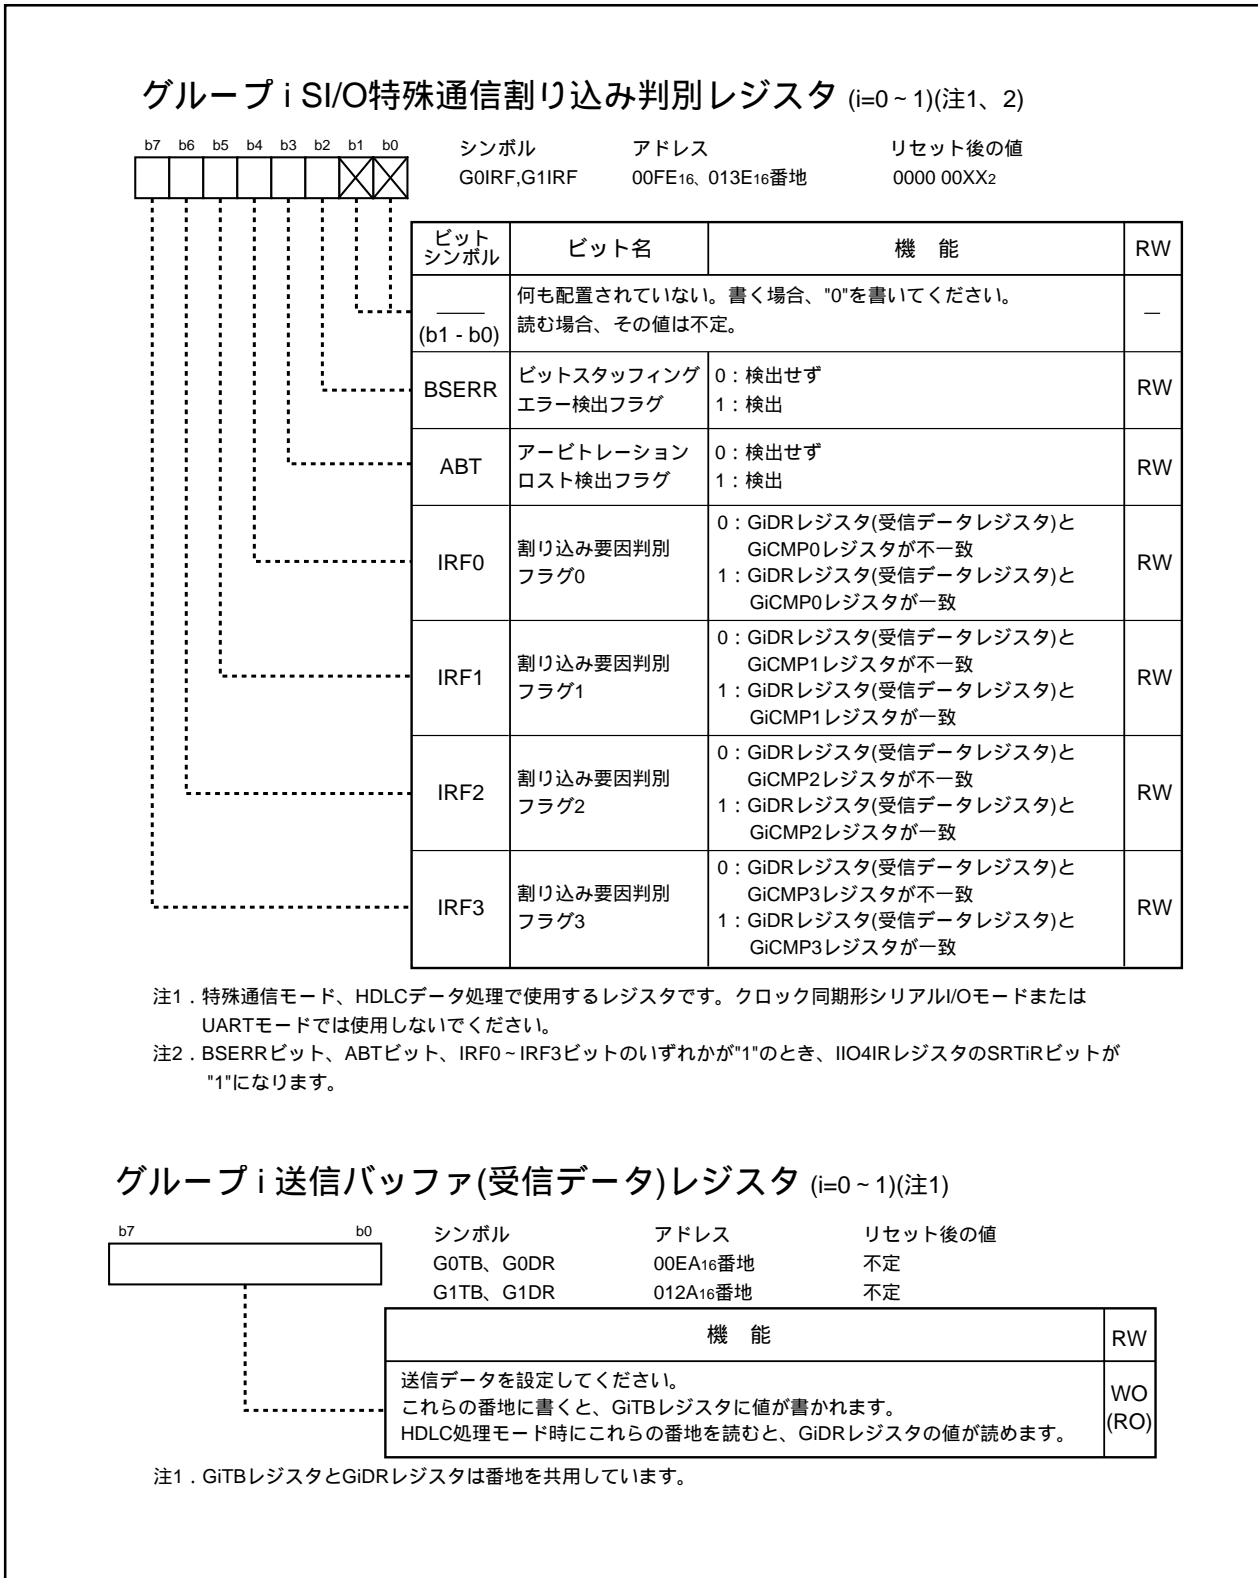 グループ i SI/O特殊通信割り込み判別レジスタ (i=0 ~ 1)(注1、2)
b7 b6 b5 b4 b3 b2 b1 b0
シンボル アドレス リセット後の値
G0IRF,G1IRF 00FE16、013E16番地 0000 00XX2
ビット
シンボル ビット名 機 能 RW
(b1 - b0)
何も配置されていない。書く場合、"0"を書いてください。
読む場合、その値は不定。
—
BSERR
ビットスタッフィング
エラー検出フラグ
0:検出せず
1:検出
RW
ABT
アービトレーション
ロスト検出フラグ
0:検出せず
1:検出
RW
IRF0
割り込み要因判別
フラグ0
0:GiDRレジスタ(受信データレジスタ)と
GiCMP0レジスタが不一致
1:GiDRレジスタ(受信データレジスタ)と
GiCMP0レジスタが一致
RW
IRF1
割り込み要因判別
フラグ1
0:GiDRレジスタ(受信データレジスタ)と
GiCMP1レジスタが不一致
1:GiDRレジスタ(受信データレジスタ)と
GiCMP1レジスタが一致
RW
IRF2
割り込み要因判別
フラグ2
0:GiDRレジスタ(受信データレジスタ)と
GiCMP2レジスタが不一致
1:GiDRレジスタ(受信データレジスタ)と
GiCMP2レジスタが一致
RW
IRF3
割り込み要因判別
フラグ3
0:GiDRレジスタ(受信データレジスタ)と
GiCMP3レジスタが不一致
1:GiDRレジスタ(受信データレジスタ)と
GiCMP3レジスタが一致
RW
注1.特殊通信モード、HDLCデータ処理で使用するレジスタです。クロック同期形シリアルI/Oモードまたは
UARTモードでは使用しないでください。
注2.BSERRビット、ABTビット、IRF0 ~ IRF3ビットのいずれかが"1"のとき、IIO4IRレジスタのSRTiRビットが
"1"になります。
グループ i 送信バッファ(受信データ)レジスタ (i=0 ~ 1)(注1)
b7 b0
シンボル アドレス リセット後の値
G0TB、G0DR 00EA16番地 不定
G1TB、G1DR 012A16番地 不定
機 能 RW
送信データを設定してください。
これらの番地に書くと、GiTBレジスタに値が書かれます。
HDLC処理モード時にこれらの番地を読むと、GiDRレジスタの値が読めます。
WO
(RO)
注1.GiTBレジスタとGiDRレジスタは番地を共用しています。